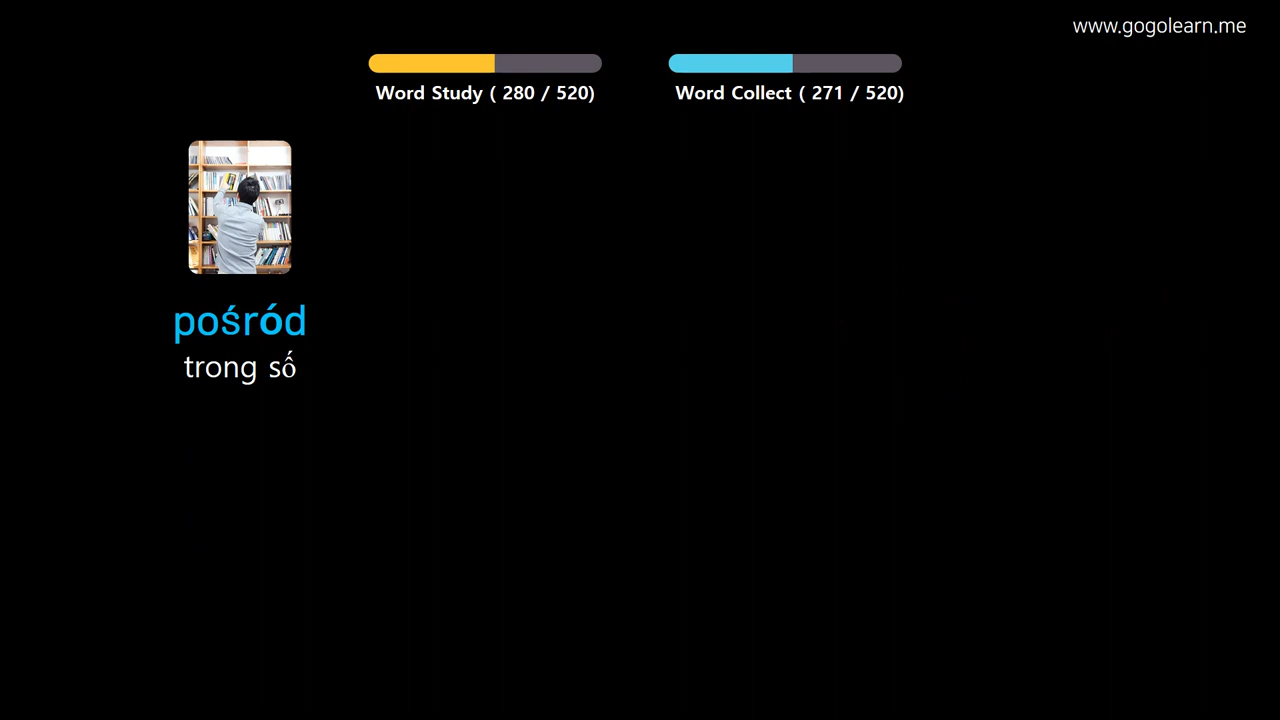 www.gogolearn.me
Word Study ( 280 / 520)
Word Collect ( 271 / 520)
pośród
trong số